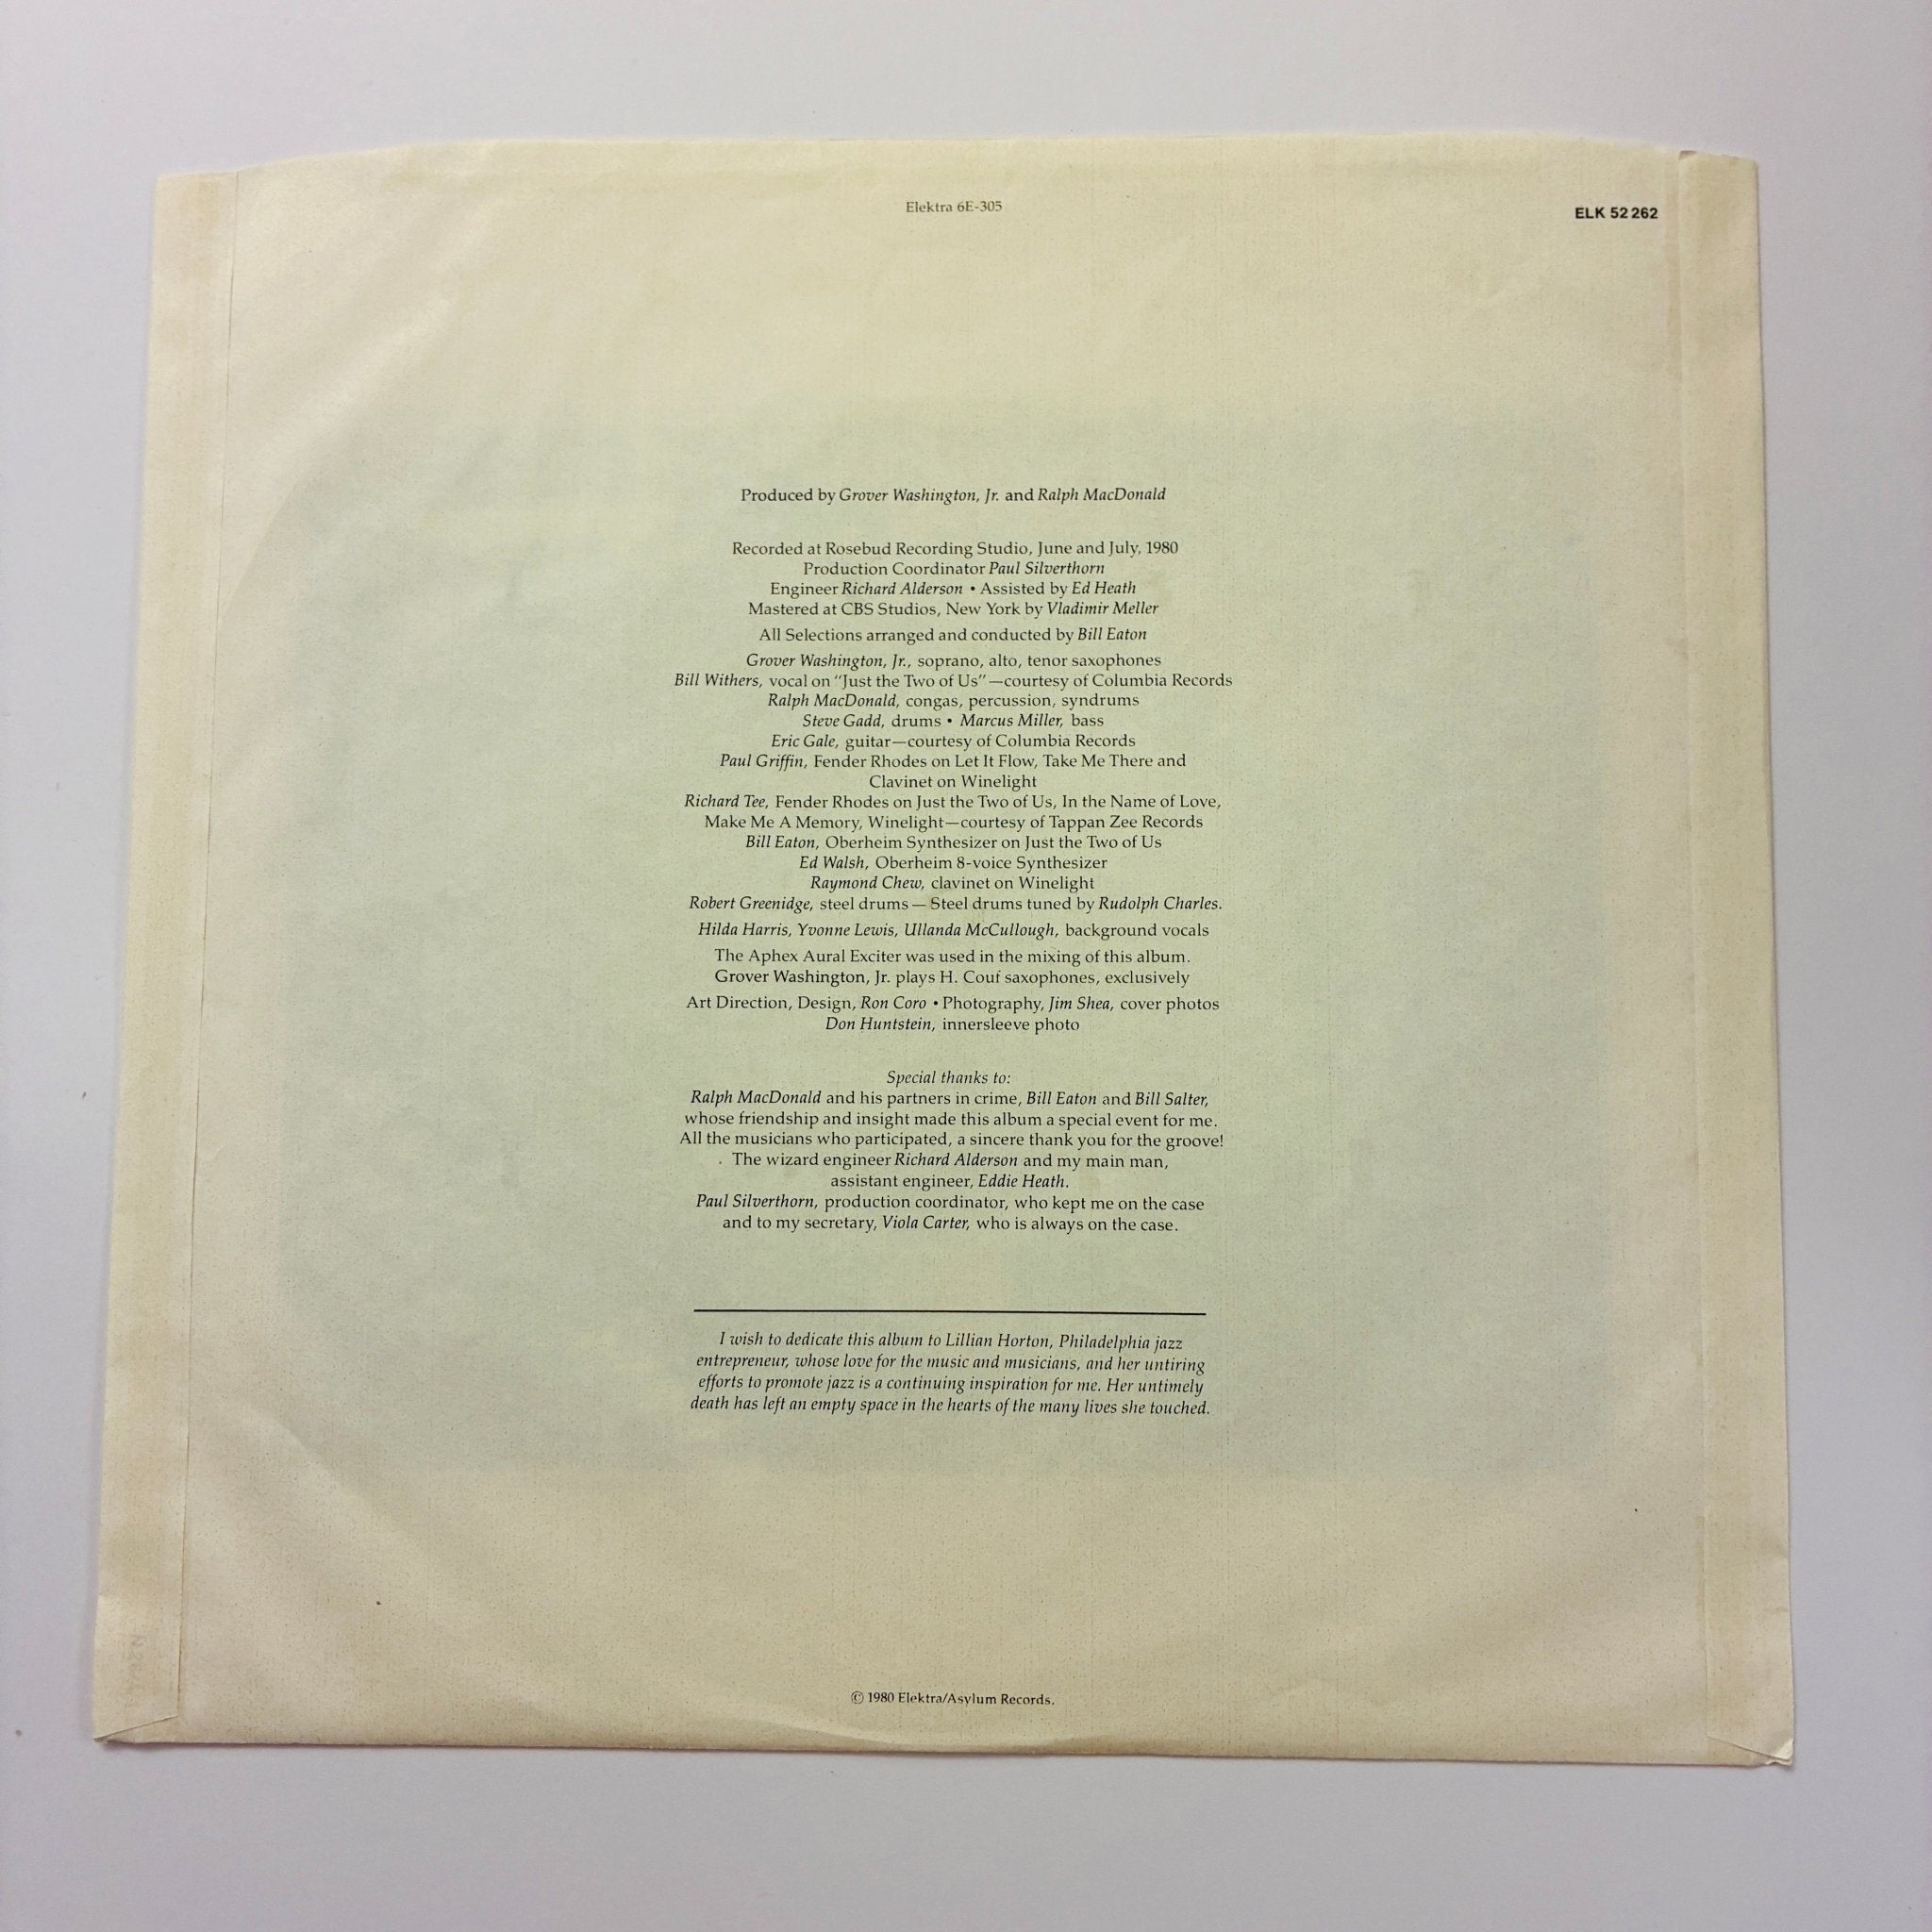 Elektra 6E-305
ELK 52 262
Produced by Grover Washington, Jr. and Ralph MacDonald
Recorded at Rosebud Recording Studio, June and July, 1980
Production Coordinator Paul Silverthorn
Engineer Richard Alderson • Assisted by Ed Heath
Mastered at CBS Studios, New York by Vladimir Meller
All Selections arranged and conducted by Bill Eaton
Grover Washington, Jr., soprano, alto, tenor saxophones
Bill Withers, vocal on "Just the Two of Us"—courtesy of Columbia Records
Ralph MacDonald, congas, percussion, syndrums
Steve Gadd, drums • Marcus Miller, bass
Eric Gale, guitar—courtesy of Columbia Records
Paul Griffin, Fender Rhodes on Let It Flow, Take Me There and
Clavinet on Winelight
Richard Tee, Fender Rhodes on Just the Two of Us, In the Name of Love,
Make Me A Memory, Winelight—courtesy of Tappan Zee Records
Bill Eaton, Oberheim Synthesizer on Just the Two of Us
Ed Walsh, Oberheim 8-voice Synthesizer
Raymond Chew, clavinet on Winelight
Robert Greenidge, steel drums — Steel drums tuned by Rudolph Charles.
Hilda Harris, Yvonne Lewis, Ullanda McCullough, background vocals
The Aphex Aural Exciter was used in the mixing of this album.
Grover Washington, Jr. plays H. Couf saxophones, exclusively
Art Direction, Design, Ron Coro • Photography, Jim Shea, cover photos
Don Huntstein, innersleeve photo
Special thanks to:
Ralph MacDonald and his partners in crime, Bill Eaton and Bill Salter,
whose friendship and insight made this album a special event for me.
All the musicians who participated, a sincere thank you for the groove!
The wizard engineer Richard Alderson and my main man,
assistant engineer, Eddie Heath.
Paul Silverthorn, production coordinator, who kept me on the case
and to my secretary, Viola Carter, who is always on the case.
I wish to dedicate this album to Lillian Horton, Philadelphia jazz
entrepreneur, whose love for the music and musicians, and her untiring
efforts to promote jazz is a continuing inspiration for me. Her untimely
death has left an empty space in the hearts of the many lives she touched.
© 1980 Elektra/Asylum Records.